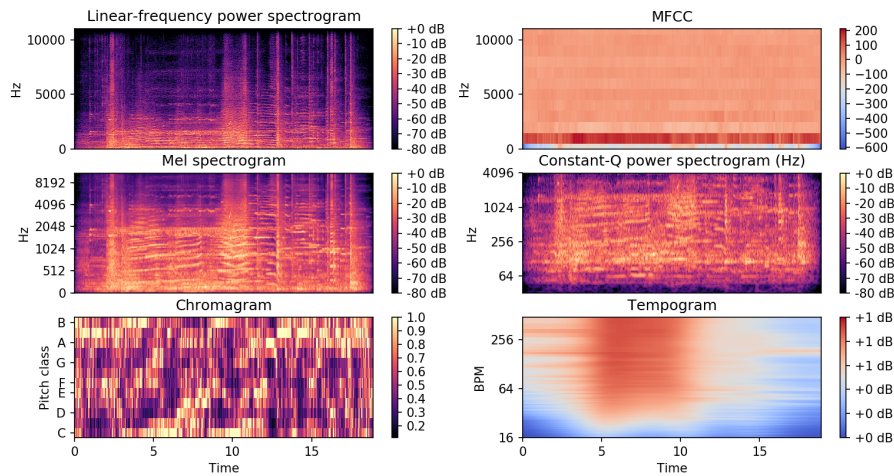 Linear-frequency power spectrogram
Hz
10000
5000
0
+0 dB
-10 dB
-20 dB
-30 dB
-40 dB
-50 dB
-60 dB
-70 dB
-80 dB
MFCC
Hz
10000
5000
0
200
100
0
−100
−200
−300
−400
−500
−600
Mel spectrogram
Hz
8192
4096
2048
1024
512
0
+0 dB
-10 dB
-20 dB
-30 dB
-40 dB
-50 dB
-60 dB
-70 dB
-80 dB
Constant-Q power spectrogram (Hz)
Hz
4096
1024
256
64
+0 dB
-10 dB
-20 dB
-30 dB
-40 dB
-50 dB
-60 dB
-70 dB
-80 dB
Chromagram
Pitch class
B
A
G
F
E
D
C
0
5
10
15
Time
1.0
0.9
0.8
0.7
0.6
0.5
0.4
0.3
0.2
Tempogram
BPM
256
64
16
0
5
10
15
Time
+1 dB
+1 dB
+1 dB
+1 dB
+0 dB
+0 dB
+0 dB